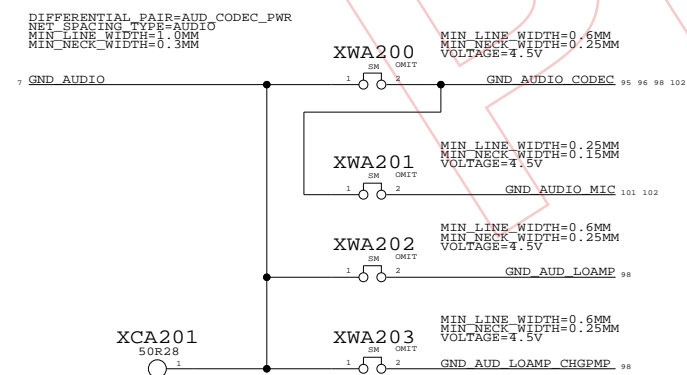 DIFFERENTIAL_PAIR=AUD_CODEC_PWR
NET_SPACING_TYPE=AUDIO
MIN_LINE_WIDTH=1.0MM
MIN_NECK_WIDTH=0.3MM
7 GND_AUDIO
XWA200
SM OMIT
1 2
MIN_LINE_WIDTH=0.6MM
MIN_NECK_WIDTH=0.25MM
VOLTAGE=4.5V
GND_AUDIO_CODEC 95 96 98 102
XWA201
SM OMIT
1 2
MIN_LINE_WIDTH=0.25MM
MIN_NECK_WIDTH=0.15MM
VOLTAGE=4.5V
GND_AUDIO_MIC 101 102
XWA202
SM OMIT
1 2
MIN_LINE_WIDTH=0.6MM
MIN_NECK_WIDTH=0.25MM
VOLTAGE=4.5V
GND_AUD_LOAMP 98
XCA201
50R28
1
XWA203
SM OMIT
1 2
MIN_LINE_WIDTH=0.6MM
MIN_NECK_WIDTH=0.25MM
VOLTAGE=4.5V
GND_AUD_LOAMP_CHGPMP 98